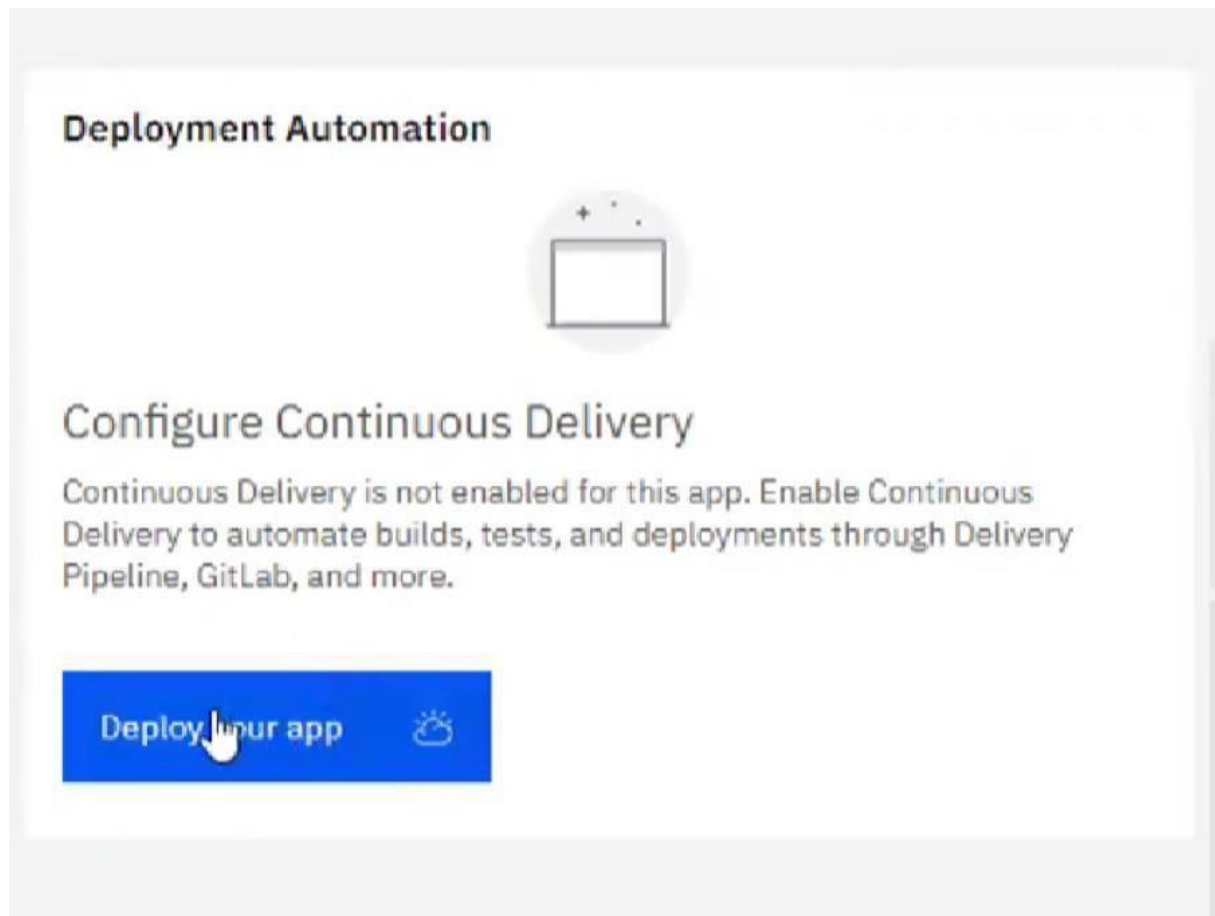 Deployment Automation
Configure Continuous Delivery
Continuous Delivery is not enabled for this app. Enable Continuous
Delivery to automate builds, tests, and deployments through Delivery
Pipeline, GitLab, and more.
Deploy your app